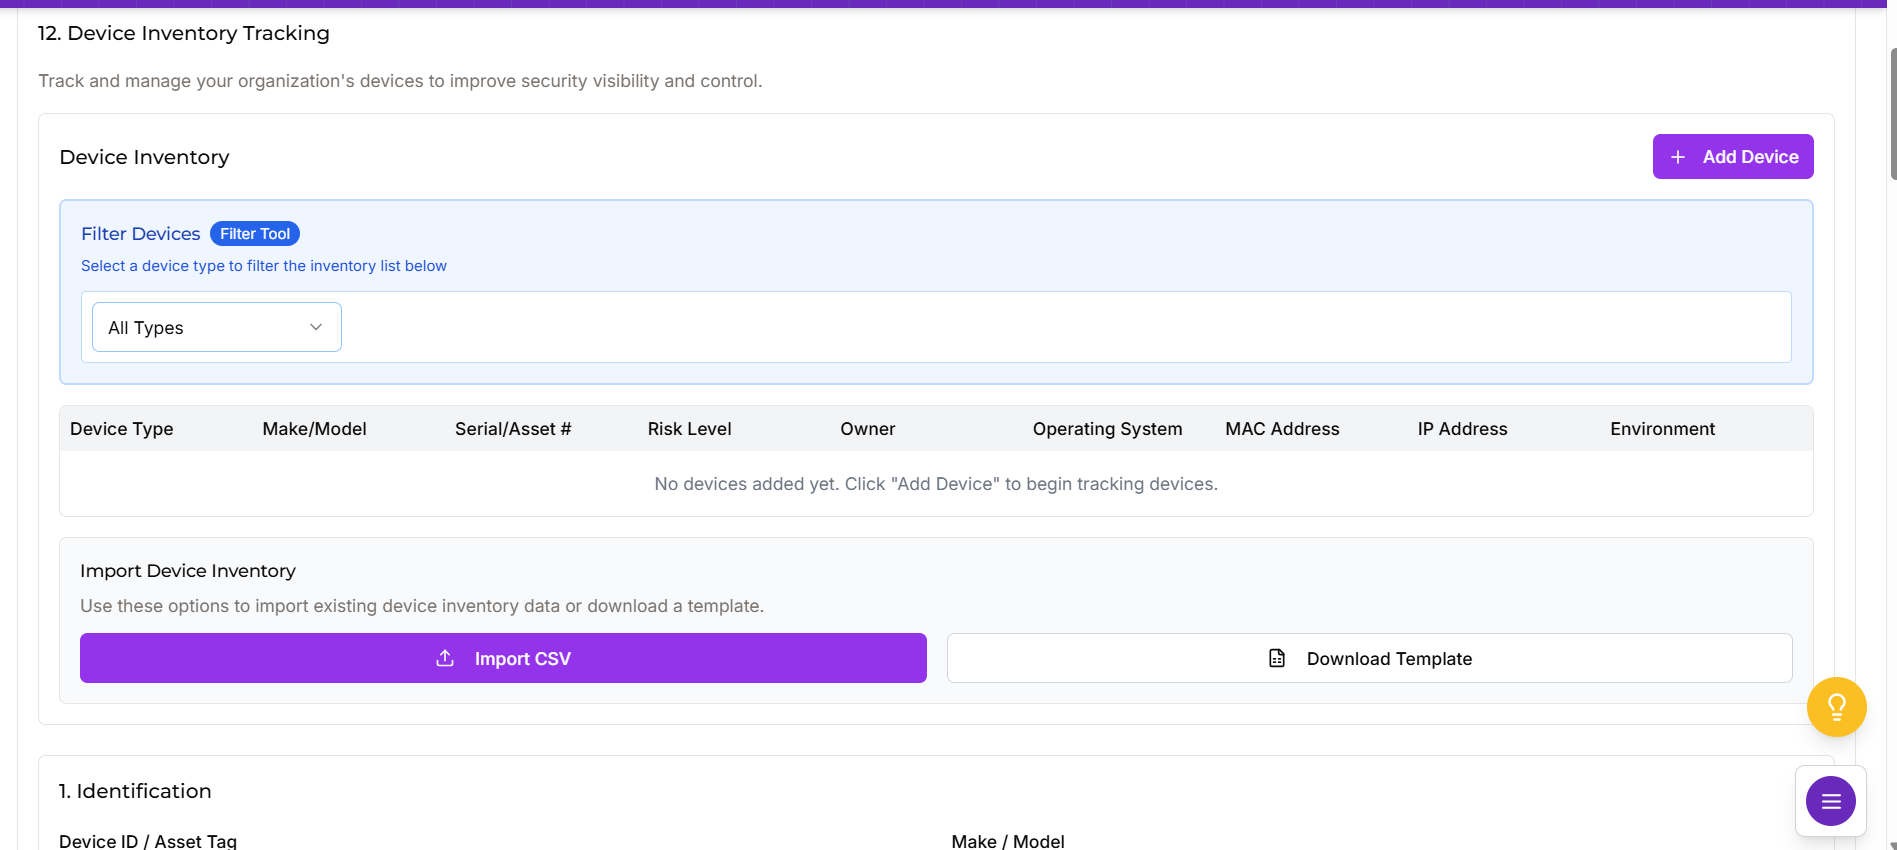 12. Device Inventory Tracking
Track and manage your organization's devices to improve security visibility and control.
Device Inventory
Add Device
Filter Devices Filter Tool
Select a device type to filter the inventory list below
All Types
Device Type Make/Model Serial/Asset # Risk Level Owner Operating System MAC Address IP Address Environment
No devices added yet. Click "Add Device" to begin tracking devices.
Import Device Inventory
Use these options to import existing device inventory data or download a template.
Import CSV Download Template
1. Identification
Device ID / Asset Tag Make / Model